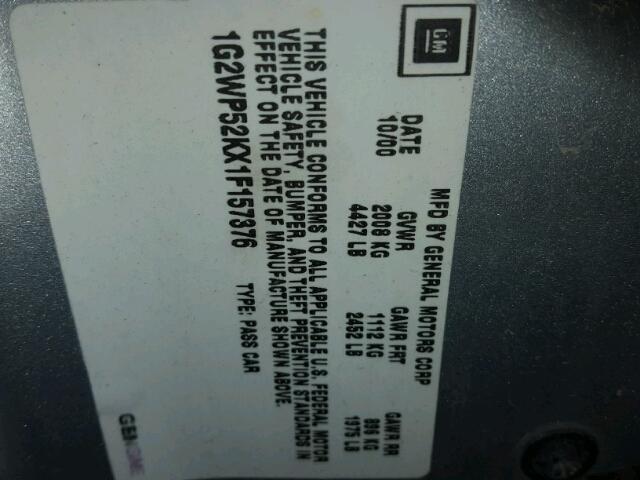 GM
MFD BY GENERAL MOTORS CORP
DATE GVWR GAWR FRT GAWR RR
10/00 2008 KG 1112 KG 896 KG
4427 LB 2452 LB 1975 LB
THIS VEHICLE CONFORMS TO ALL APPLICABLE U.S. FEDERAL MOTOR
VEHICLE SAFETY, BUMPER, AND THEFT PREVENTION STANDARDS IN
EFFECT ON THE DATE OF MANUFACTURE SHOWN ABOVE.
1G2WP52KX1F157376 TYPE: PASS CAR